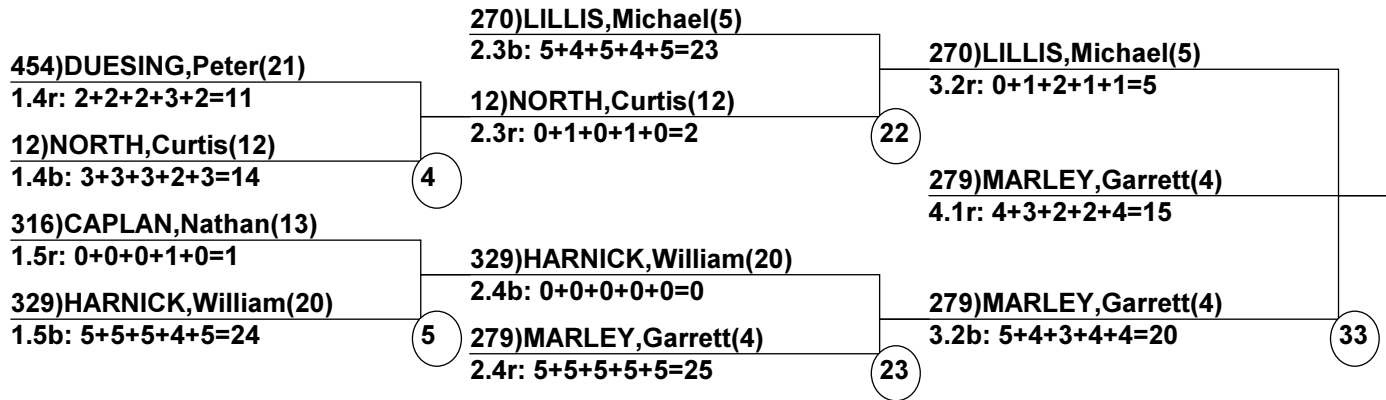 454)DUESING,Peter(21)
1.4r: 2+2+2+3+2=11
12)NORTH,Curtis(12)
1.4b: 3+3+3+2+3=14
4
316)CAPLAN,Nathan(13)
1.5r: 0+0+0+1+0=1
329)HARNICK,William(20)
1.5b: 5+5+5+4+5=24
5
270)LILLIS,Michael(5)
2.3b: 5+4+5+4+5=23
12)NORTH,Curtis(12)
2.3r: 0+1+0+1+0=2
22
329)HARNICK,William(20)
2.4b: 0+0+0+0+0=0
279)MARLEY,Garrett(4)
2.4r: 5+5+5+5+5=25
23
270)LILLIS,Michael(5)
3.2r: 0+1+2+1+1=5
279)MARLEY,Garrett(4)
4.1r: 4+3+2+2+4=15
279)MARLEY,Garrett(4)
3.2b: 5+4+3+4+4=20
33